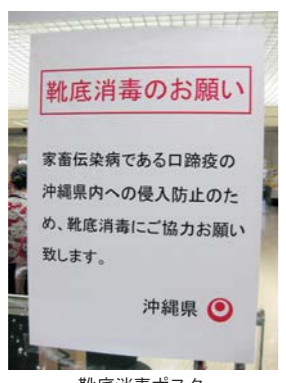 靴底消毒のお願い
家畜伝染病である口蹄疫の
沖縄県内への侵入防止のた
め、靴底消毒にご協力お願い
致します。
沖縄県
靴底消毒ポスター